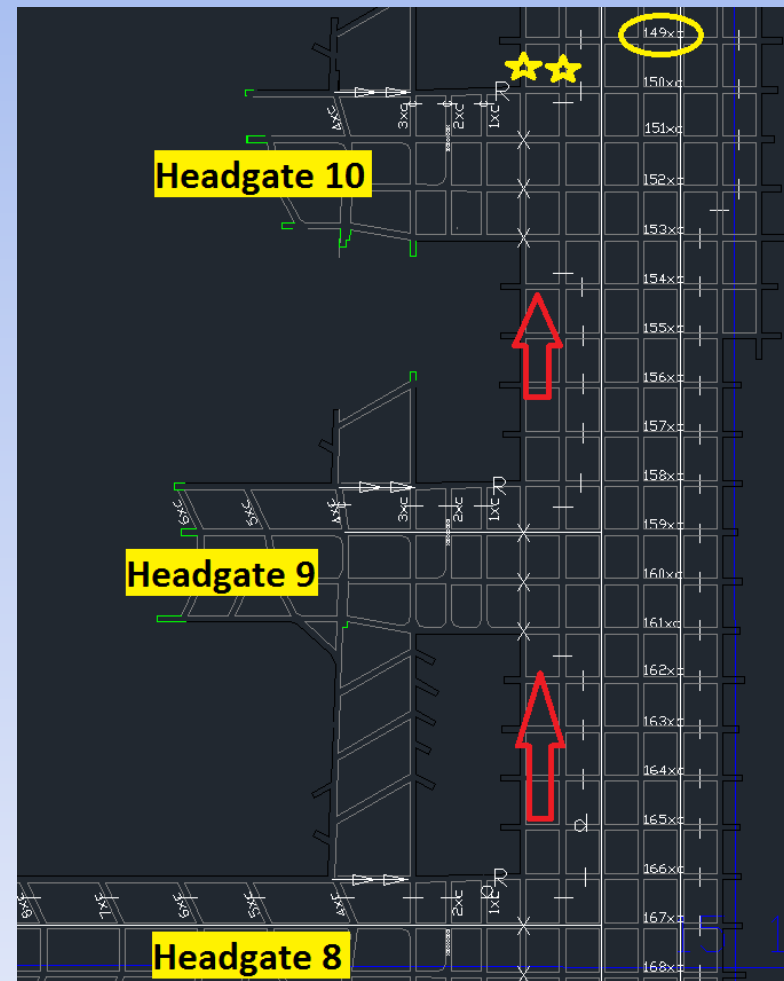 149xc
150xc
R
4xc
3xc
2xc
1xc
151xc
Headgate 10
152xc
153xc
154xc
155xc
156xc
157xc
158xc
R
6xc
5xc
4xc
3xc
2xc
1xc
159xc
Headgate 9
160xc
161xc
162xc
163xc
164xc
165xc
166xc
R
8xc
7xc
6xc
5xc
4xc
2xc
1xc
167xc
Headgate 8
168xc